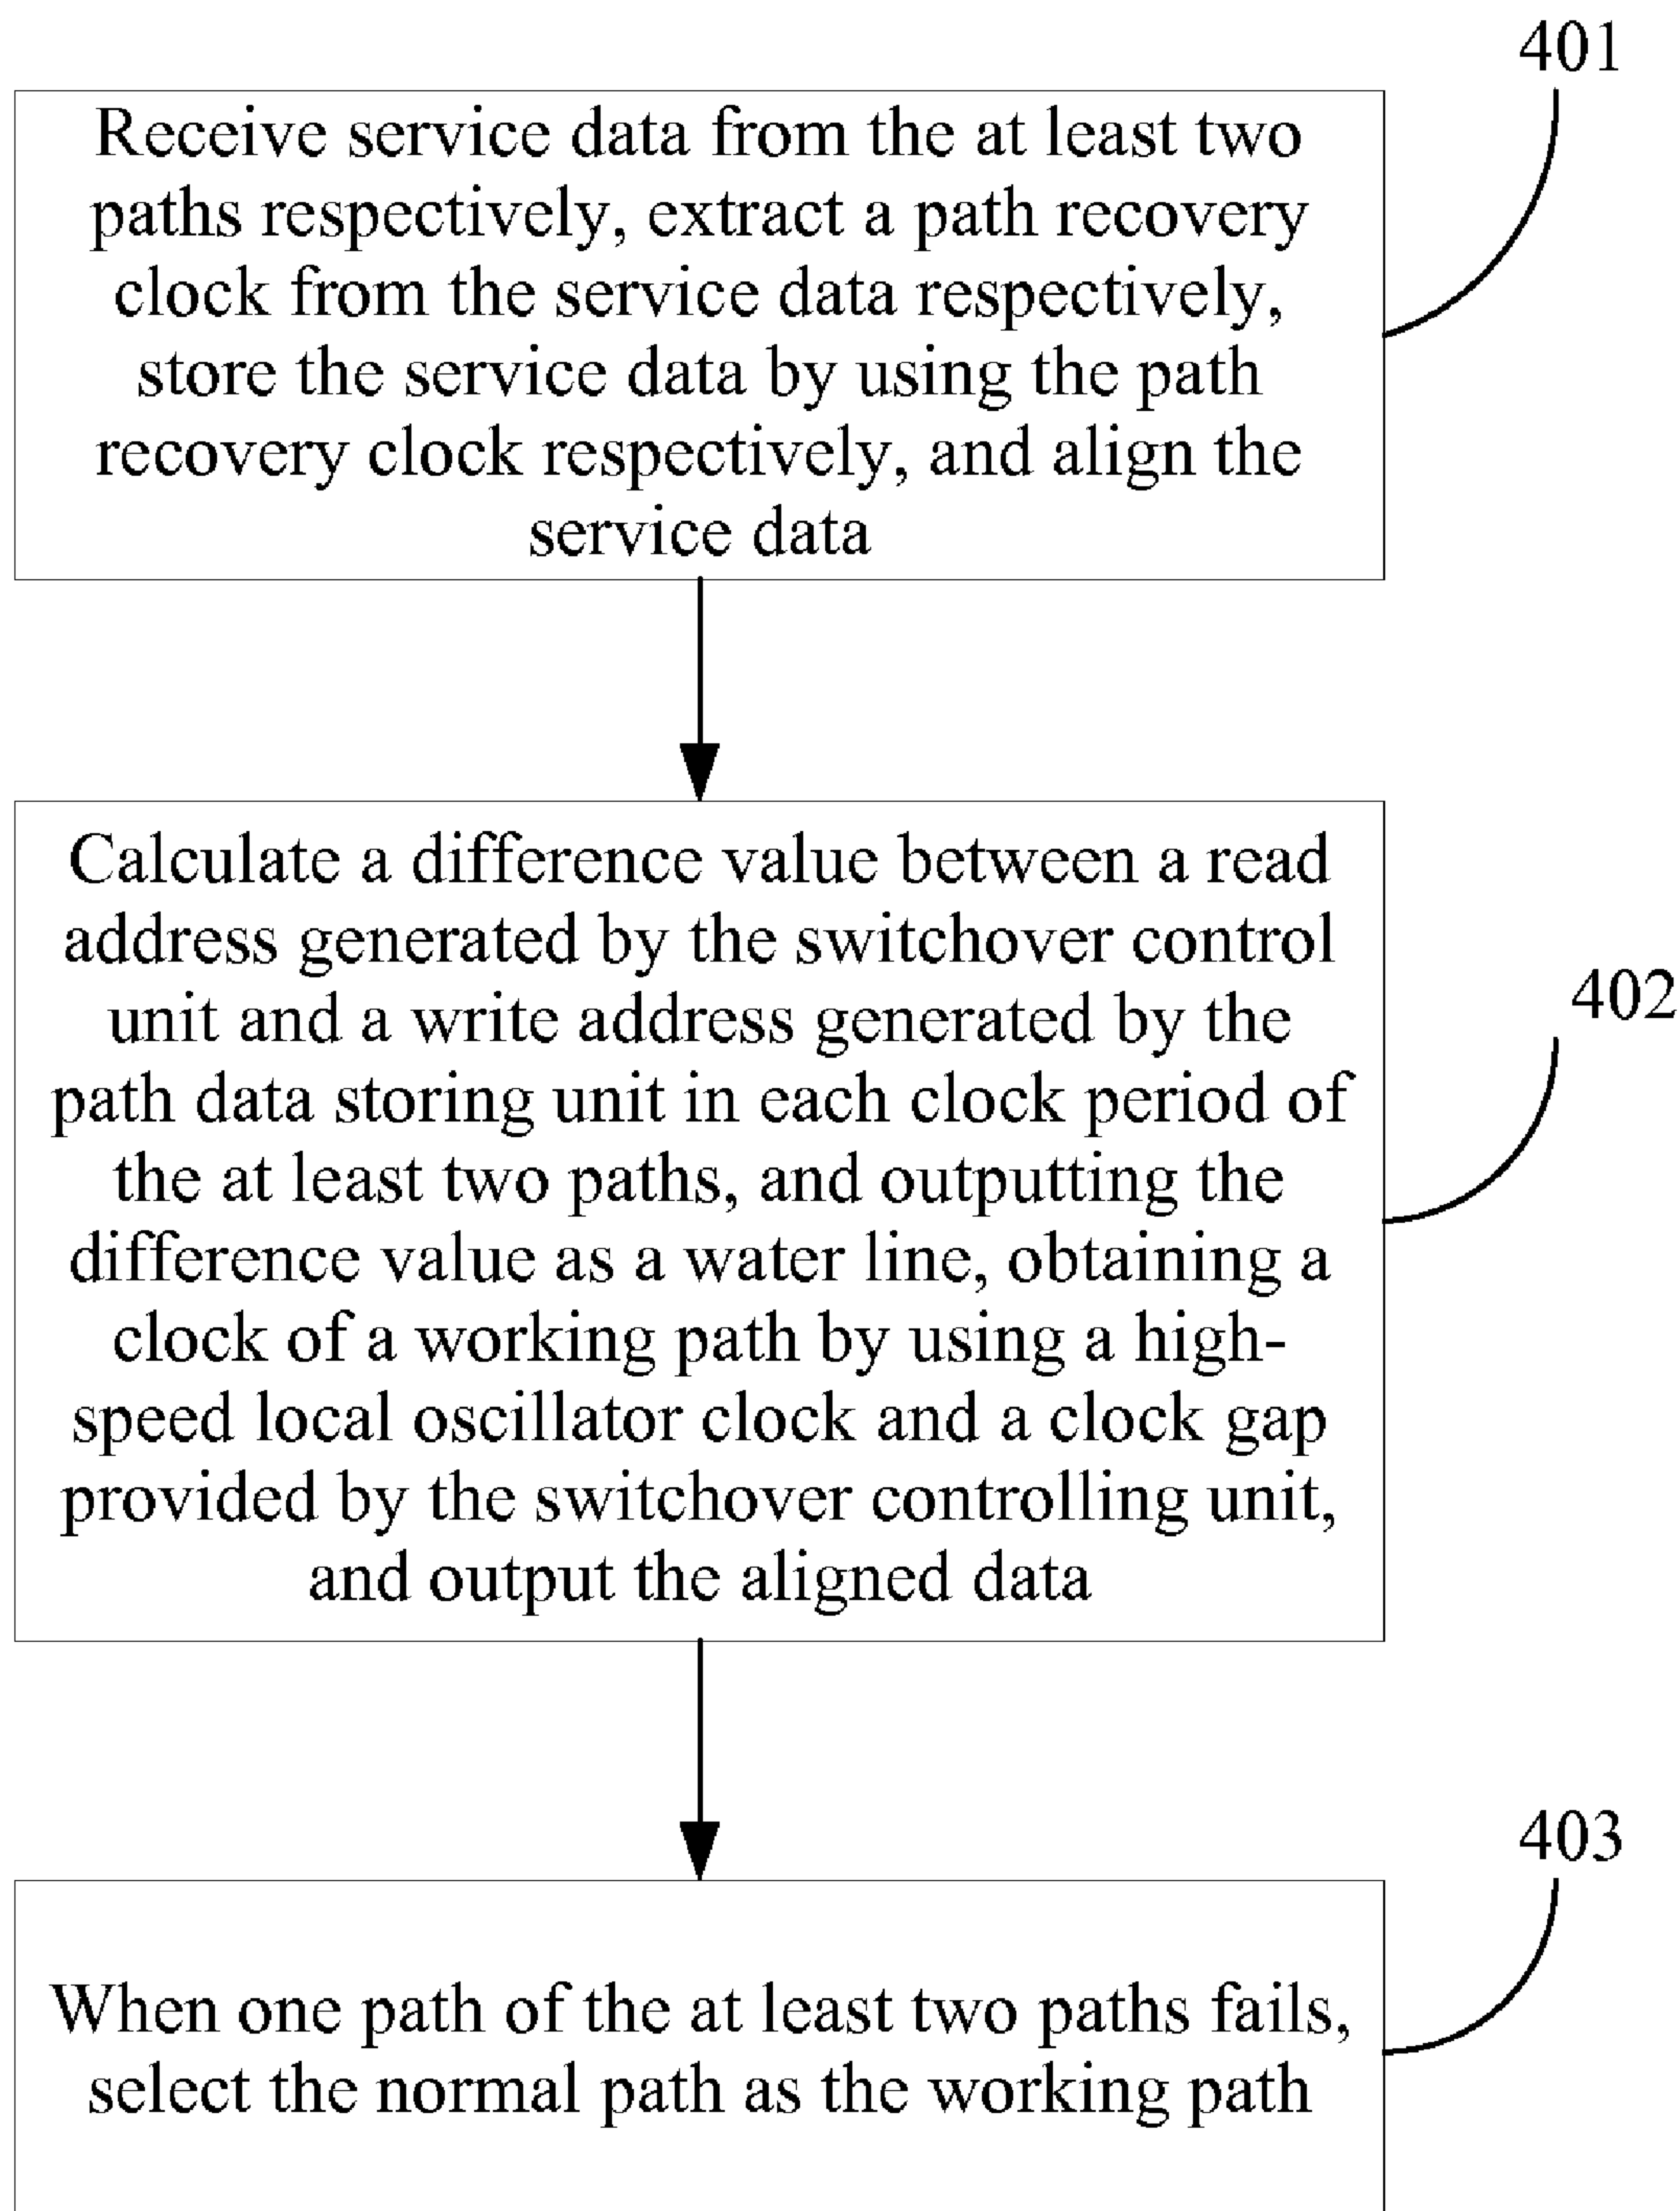 401
Receive service data from the at least two
paths respectively, extract a path recovery
clock from the service data respectively,
store the service data by using the path
recovery clock respectively, and align the
service data
Calculate a difference value between a read
address generated by the switchover control
unit and a write address generated by the
path data storing unit in each clock period of
the at least two paths, and outputting the
difference value as a water line, obtaining a
clock of a working path by using a high-
speed local oscillator clock and a clock gap
provided by the switchover controlling unit,
and output the aligned data
402
403
When one path of the at least two paths fails,
select the normal path as the working path